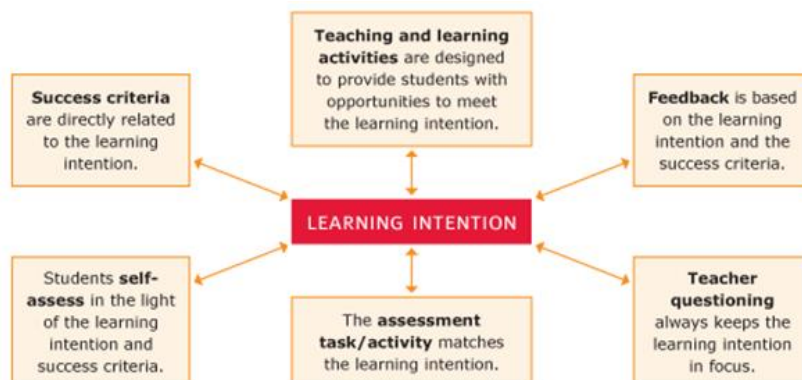 Teaching and learning
activities are designed
to provide students with
opportunities to meet
the learning intention.
Success criteria
are directly related
to the learning
intention.
Feedback is based
on the learning
intention and the
success criteria.
LEARNING INTENTION
Students self-
assess in the light
of the learning
intention and
success criteria.
The assessment
task/activity matches
the learning intention.
Teacher
questioning
always keeps the
learning intention
in focus.